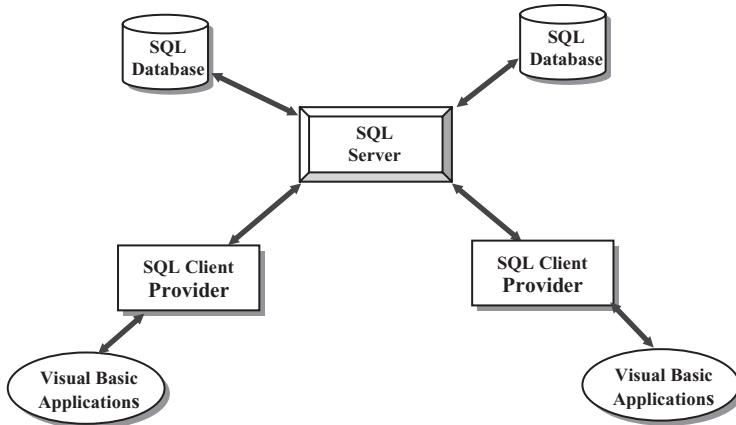 SQL
Database
SQL
Database
SQL
Server
SQL Client
Provider
SQL Client
Provider
Visual Basic
Applications
Visual Basic
Applications